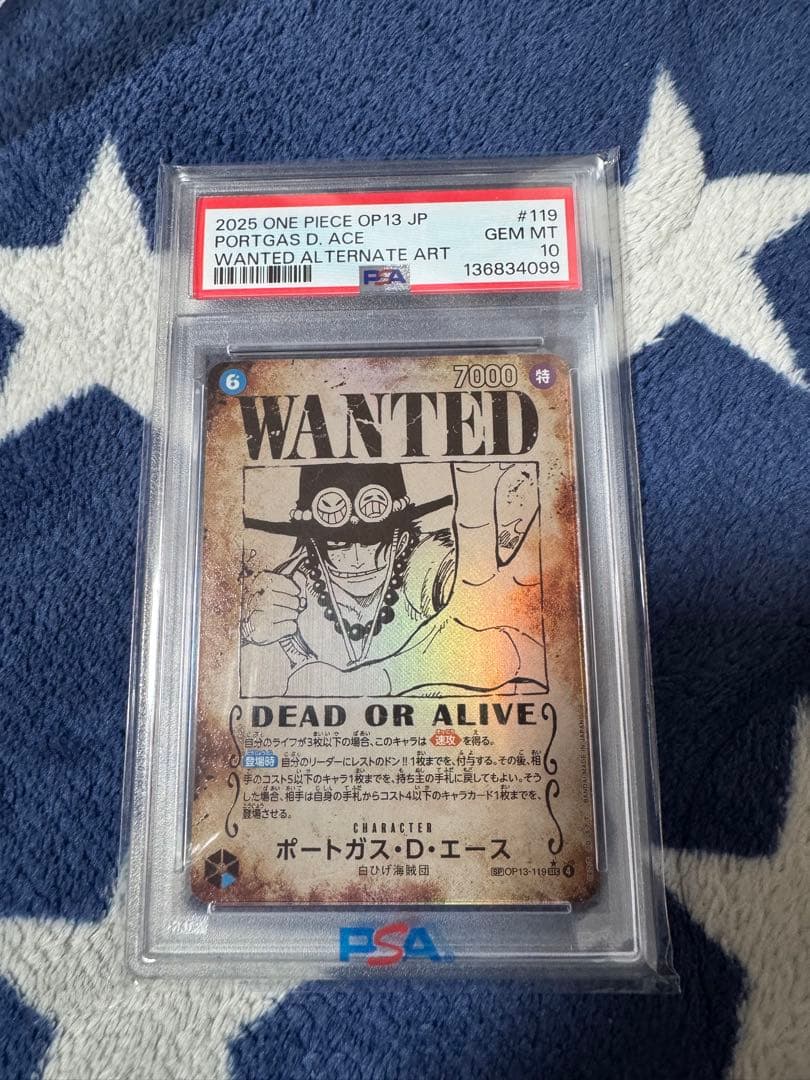 2025 ONE PIECE OP13 JP #119
PORTGAS D. ACE GEM MT
WANTED ALTERNATE ART 10
PSA 136834099
6 7000 特
WANTED
DEAD OR ALIVE
自分のライフが3枚以下の場合、このキャラは 速攻 を得る。
登場時 自分のリーダーにレストのドン!!1枚までを、付与する。その後、相
手のコスト5以下のキャラ1枚までを、持ち主の手札に戻してもよい。そう
した場合、相手は自身の手札からコスト4以下のキャラカード1枚までを、
登場させる。
CHARACTER
ポートガス・D・エース
白ひげ海賊団
SP OP13-119 4
BANDAI MADE IN JAPAN
PSA